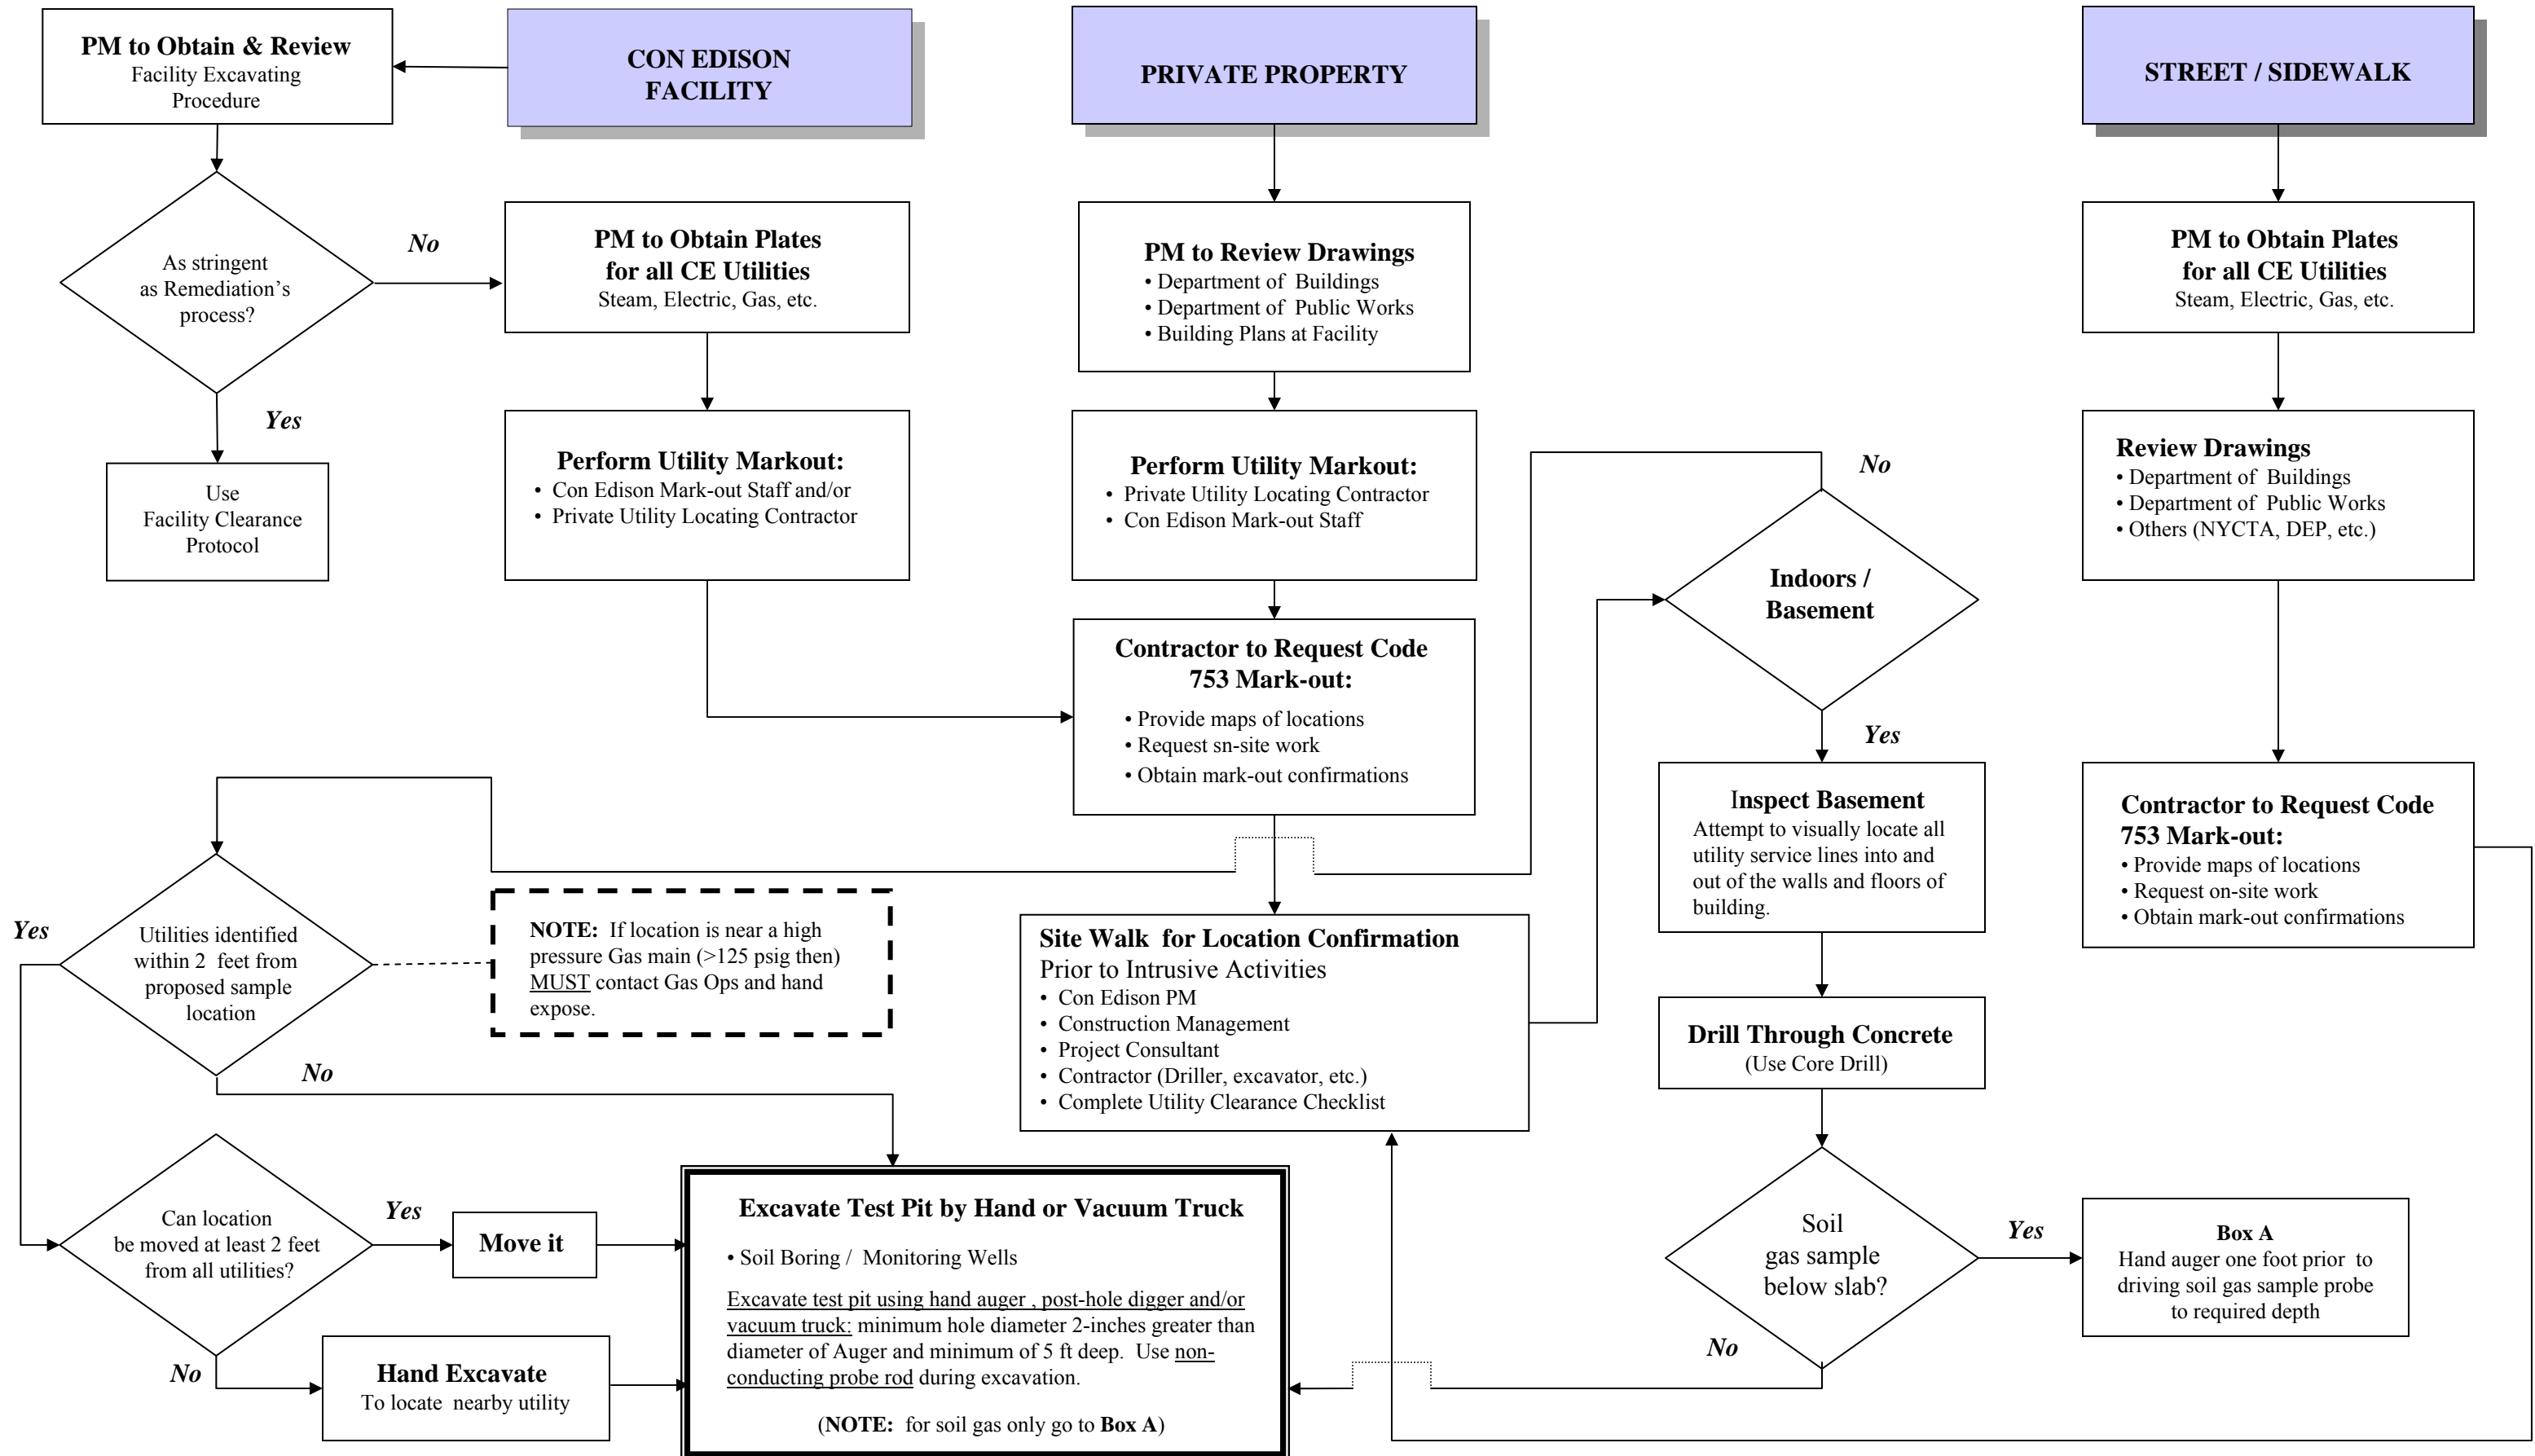 PM to Obtain & Review
Facility Excavating
Procedure
CON EDISON
FACILITY
PRIVATE PROPERTY
STREET / SIDEWALK
As stringent
as Remediation's
process?
No
Yes
Use
Facility Clearance
Protocol
PM to Obtain Plates
for all CE Utilities
Steam, Electric, Gas, etc.
Perform Utility Markout:
• Con Edison Mark-out Staff and/or
• Private Utility Locating Contractor
PM to Review Drawings
• Department of Buildings
• Department of Public Works
• Building Plans at Facility
Perform Utility Markout:
• Private Utility Locating Contractor
• Con Edison Mark-out Staff
Contractor to Request Code
753 Mark-out:
• Provide maps of locations
• Request sn-site work
• Obtain mark-out confirmations
PM to Obtain Plates
for all CE Utilities
Steam, Electric, Gas, etc.
Review Drawings
• Department of Buildings
• Department of Public Works
• Others (NYCTA, DEP, etc.)
Contractor to Request Code
753 Mark-out:
• Provide maps of locations
• Request on-site work
• Obtain mark-out confirmations
Site Walk for Location Confirmation
Prior to Intrusive Activities
• Con Edison PM
• Construction Management
• Project Consultant
• Contractor (Driller, excavator, etc.)
• Complete Utility Clearance Checklist
No
Indoors /
Basement
Yes
Inspect Basement
Attempt to visually locate all
utility service lines into and
out of the walls and floors of
building.
Drill Through Concrete
(Use Core Drill)
Soil
gas sample
below slab?
Yes
No
Box A
Hand auger one foot prior to
driving soil gas sample probe
to required depth
Yes
Utilities identified
within 2 feet from
proposed sample
location
No
NOTE: If location is near a high
pressure Gas main (>125 psig then)
MUST contact Gas Ops and hand
expose.
Can location
be moved at least 2 feet
from all utilities?
Yes
Move it
No
Hand Excavate
To locate nearby utility
Excavate Test Pit by Hand or Vacuum Truck
• Soil Boring / Monitoring Wells
Excavate test pit using hand auger , post-hole digger and/or
vacuum truck: minimum hole diameter 2-inches greater than
diameter of Auger and minimum of 5 ft deep. Use non-
conducting probe rod during excavation.
(NOTE: for soil gas only go to Box A)